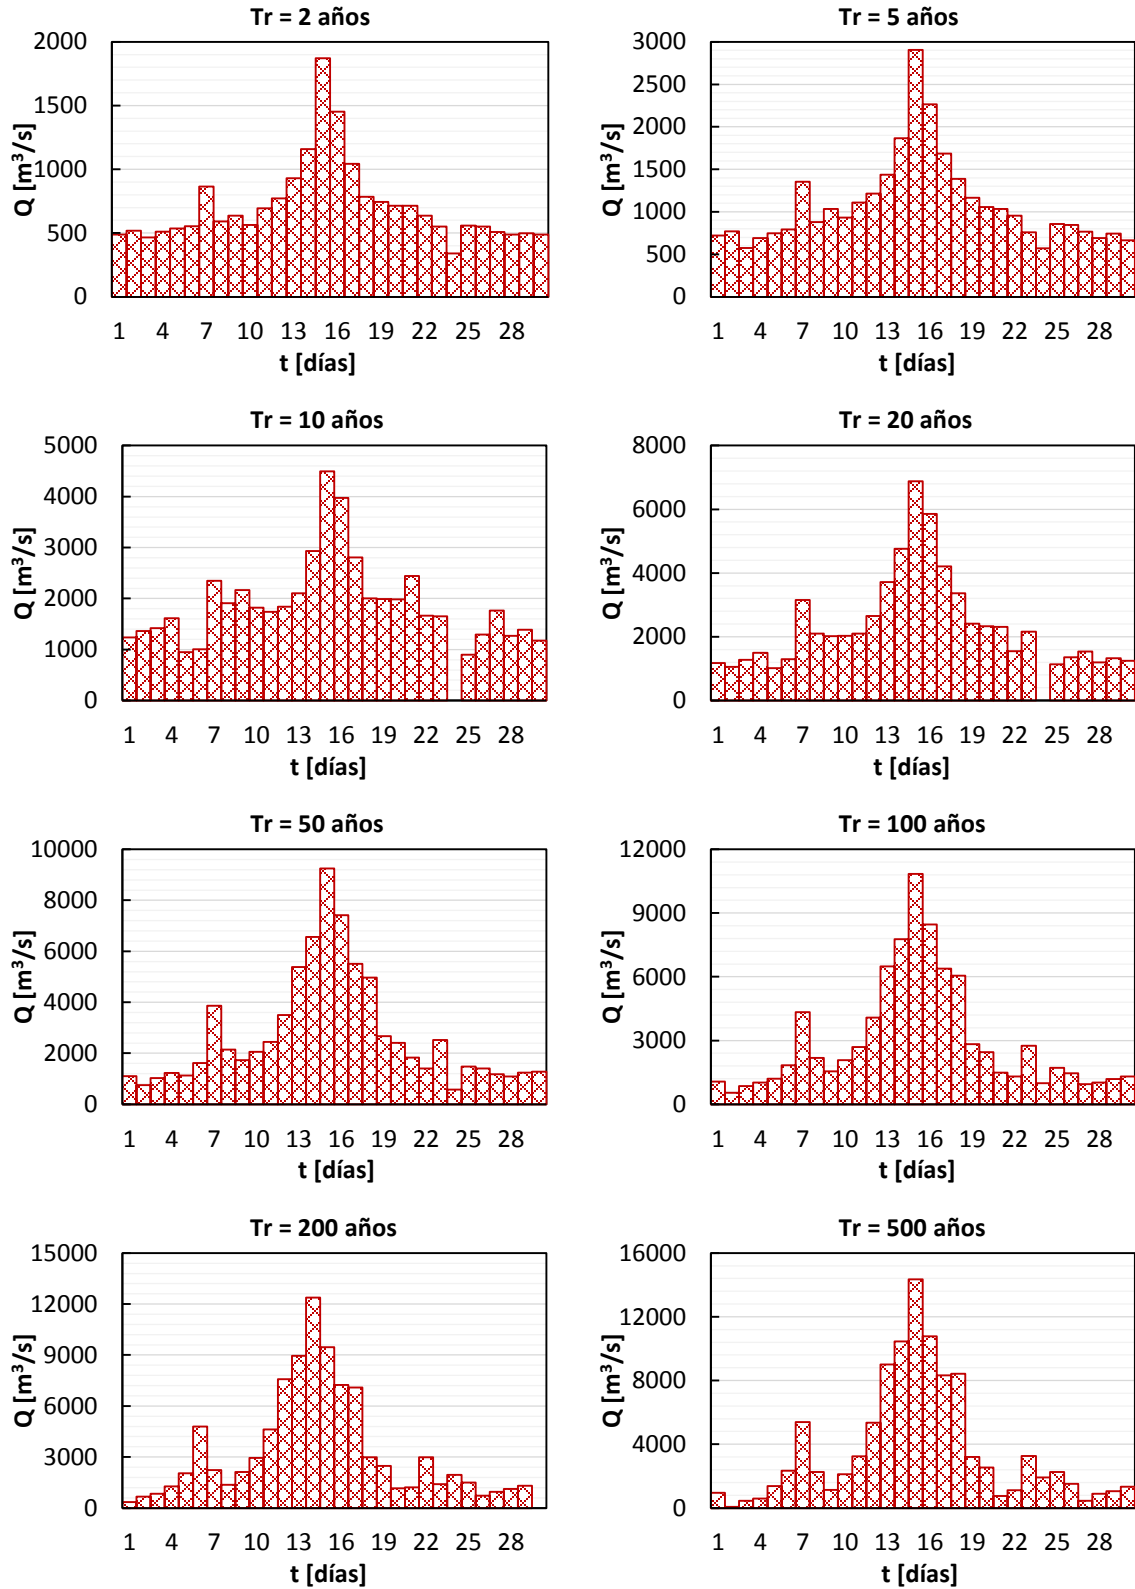 Tr = 2 años
Q [m³/s]
2000
1500
1000
500
0
1 4 7 10 13 16 19 22 25 28
t [días]
Tr = 5 años
Q [m³/s]
3000
2500
2000
1500
1000
500
0
1 4 7 10 13 16 19 22 25 28
t [días]
Tr = 10 años
Q [m³/s]
5000
4000
3000
2000
1000
0
1 4 7 10 13 16 19 22 25 28
t [días]
Tr = 20 años
Q [m³/s]
8000
6000
4000
2000
0
1 4 7 10 13 16 19 22 25 28
t [días]
Tr = 50 años
Q [m³/s]
10000
8000
6000
4000
2000
0
1 4 7 10 13 16 19 22 25 28
t [días]
Tr = 100 años
Q [m³/s]
12000
9000
6000
3000
0
1 4 7 10 13 16 19 22 25 28
t [días]
Tr = 200 años
Q [m³/s]
15000
12000
9000
6000
3000
0
1 4 7 10 13 16 19 22 25 28
t [días]
Tr = 500 años
Q [m³/s]
16000
12000
8000
4000
0
1 4 7 10 13 16 19 22 25 28
t [días]